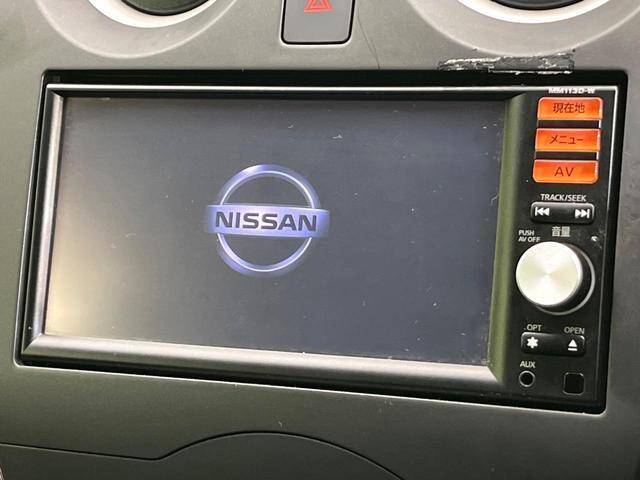 MM113D-W
現在地
メニュー
AV
TRACK/SEEK
音量
PUSH
AV OFF
NISSAN
OPT
OPEN
AUX